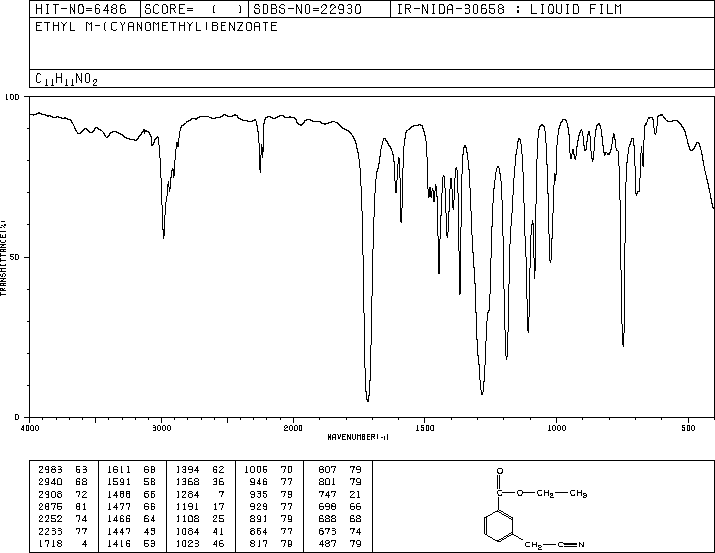 HIT-NO=6486 SCORE= ( ) SDBS-NO=22930 IR-NIDA-30658 : LIQUID FILM
ETHYL M-(CYANOMETHYL)BENZOATE
C11H11NO2
100
50
0
TRANSMITTANCE(%)
4000 3000 2000 1500 1000 500
WAVENUMBER(-1)
2983 53 1611 68 1394 62 1006 70 807 79
2940 68 1591 58 1368 36 946 77 801 79
2908 72 1488 66 1284 7 935 79 747 21
2875 81 1477 66 1191 17 929 77 698 66
2252 74 1466 64 1108 25 891 79 688 68
2233 77 1447 43 1084 41 864 77 673 74
1718 4 1416 53 1023 46 817 79 487 79
O
C-O-CH2-CH3
CH2-C≡N